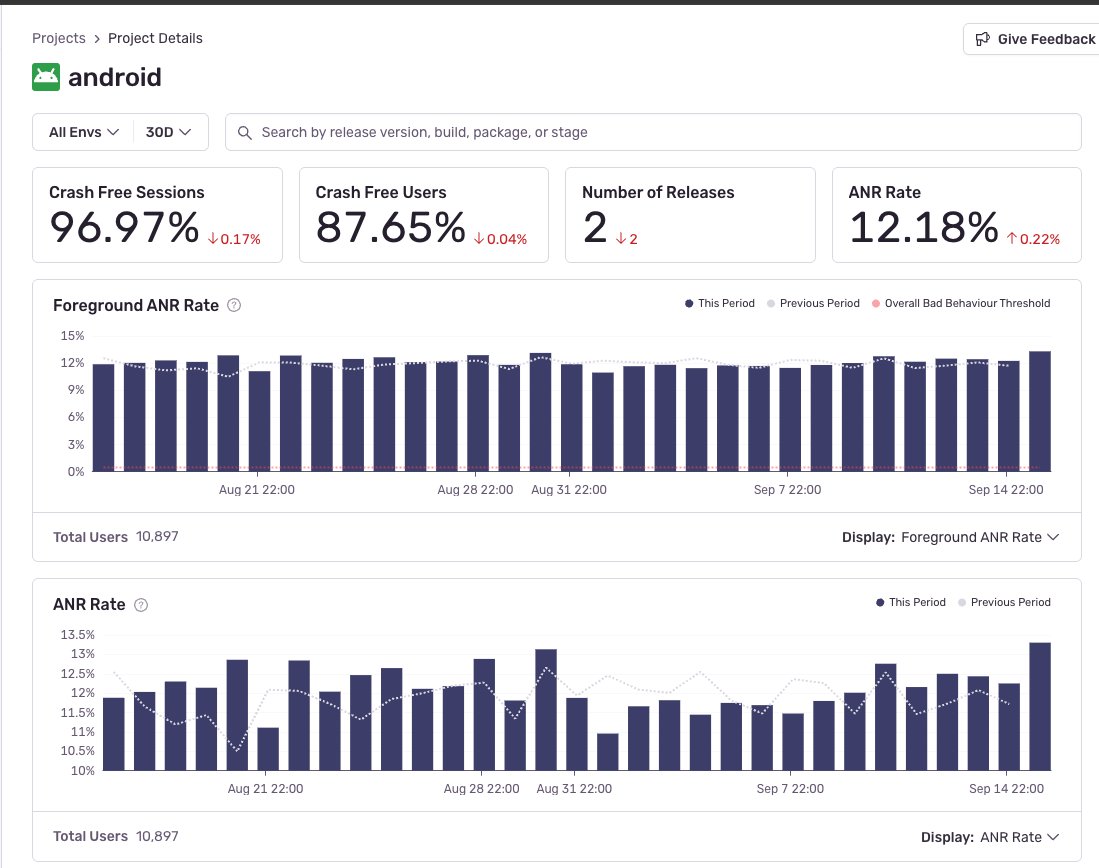 Projects > Project Details
Give Feedback
android
All Envs 30D
Search by release version, build, package, or stage
Crash Free Sessions
96.97% ↓0.17%
Crash Free Users
87.65% ↓0.04%
Number of Releases
2 ↓2
ANR Rate
12.18% ↑0.22%
Foreground ANR Rate ?
This Period Previous Period Overall Bad Behaviour Threshold
15%
12%
9%
6%
3%
0%
Aug 21 22:00 Aug 28 22:00 Aug 31 22:00 Sep 7 22:00 Sep 14 22:00
Total Users 10,897
Display: Foreground ANR Rate
ANR Rate ?
This Period Previous Period
13.5%
13%
12.5%
12%
11.5%
11%
10.5%
10%
Aug 21 22:00 Aug 28 22:00 Aug 31 22:00 Sep 7 22:00 Sep 14 22:00
Total Users 10,897
Display: ANR Rate